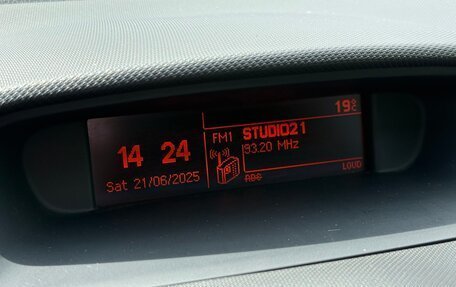 19°C
14 24
FM1 STUDIO21
93.20 MHz
Sat 21/06/2025
LOUD